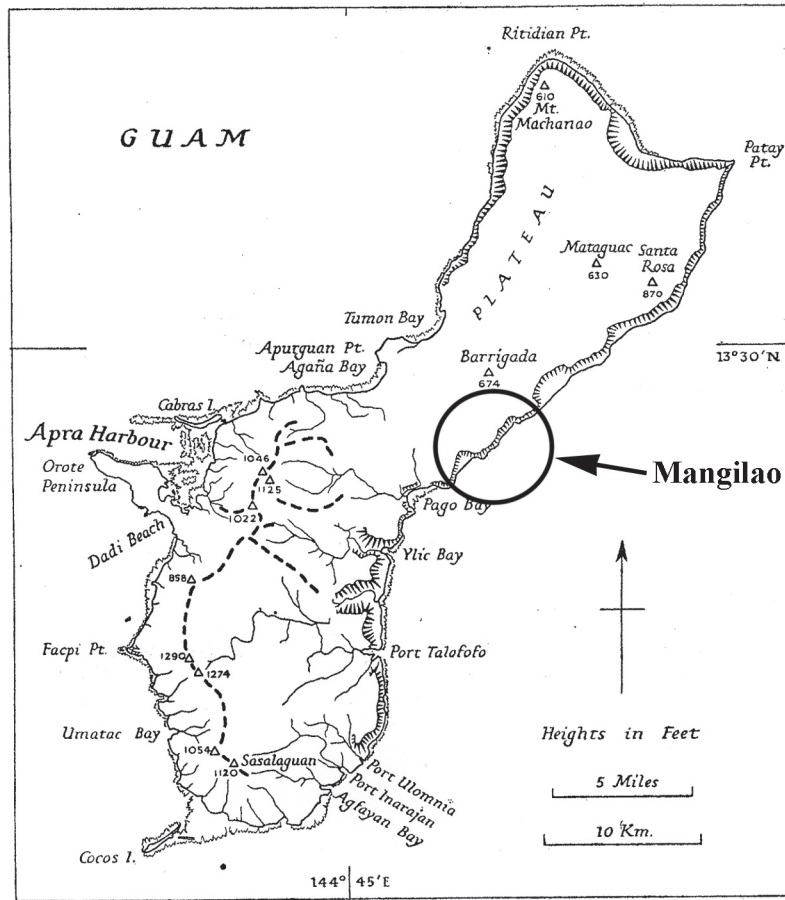 Ritidian Pt.
610
Mt.
Machanao
GUAM
Patay
Pt.
PLATEAU
Mataguac
630
Santa
Rosa
870
Tumon Bay
Apurguan Pt.
Agaña Bay
13°30'N
Barrigada
674
Cabras I.
Apra Harbour
Orote
Peninsula
1046
1125
1022
Mangilao
Pago Bay
Dadi Beach
Ylic Bay
858
Facpi Pt.
1290
1274
Port Talofofo
Umatac Bay
1054
Sasalaguan
1120
Port Ulomnia
Port Inarajan
Agfayan Bay
Heights in Feet
5 Miles
10 Km.
Cocos I.
144° 45'E